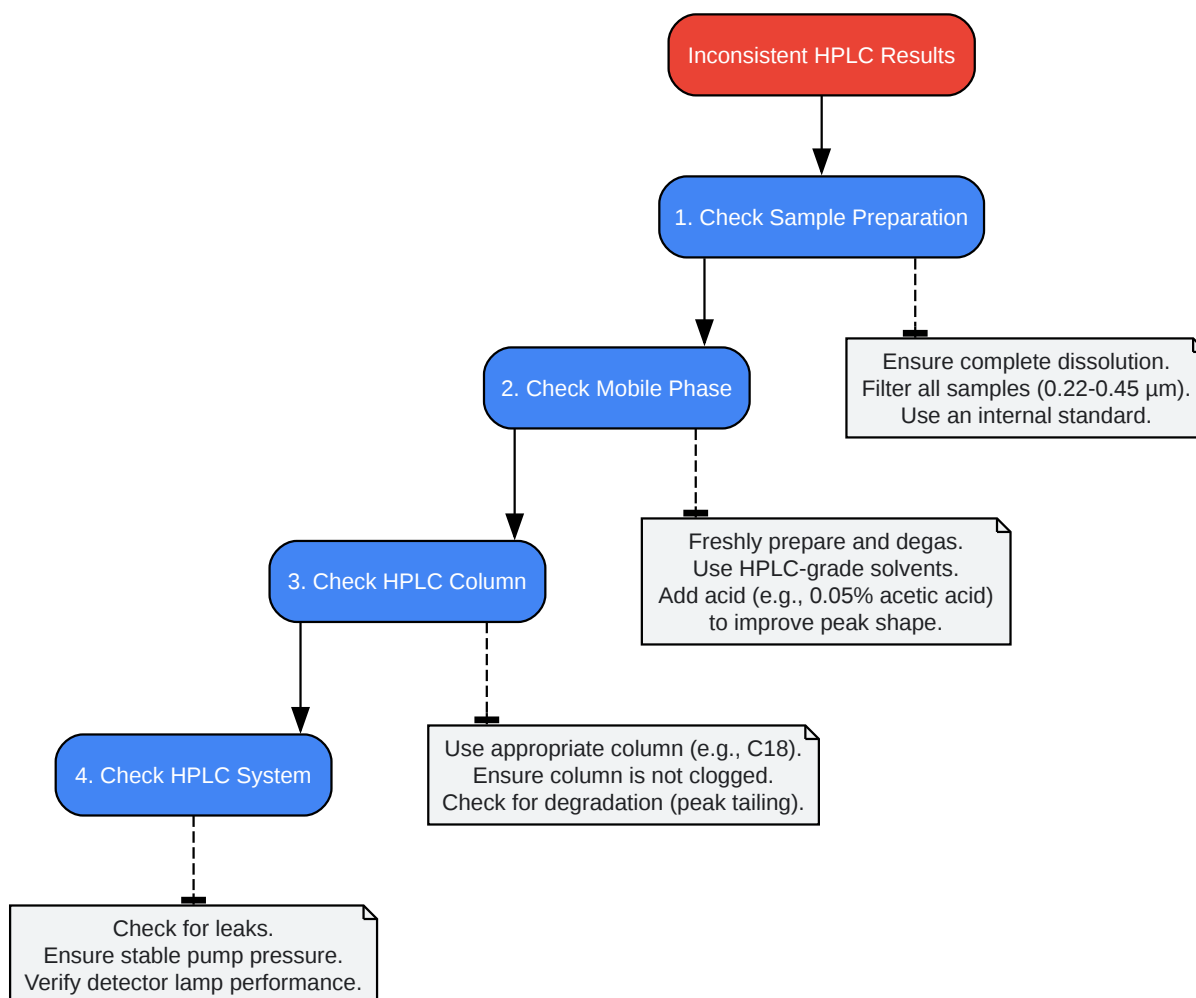 Inconsistent HPLC Results
1. Check Sample Preparation
Ensure complete dissolution.
Filter all samples (0.22-0.45 µm).
Use an internal standard.
2. Check Mobile Phase
Freshly prepare and degas.
Use HPLC-grade solvents.
Add acid (e.g., 0.05% acetic acid)
to improve peak shape.
3. Check HPLC Column
Use appropriate column (e.g., C18).
Ensure column is not clogged.
Check for degradation (peak tailing).
4. Check HPLC System
Check for leaks.
Ensure stable pump pressure.
Verify detector lamp performance.